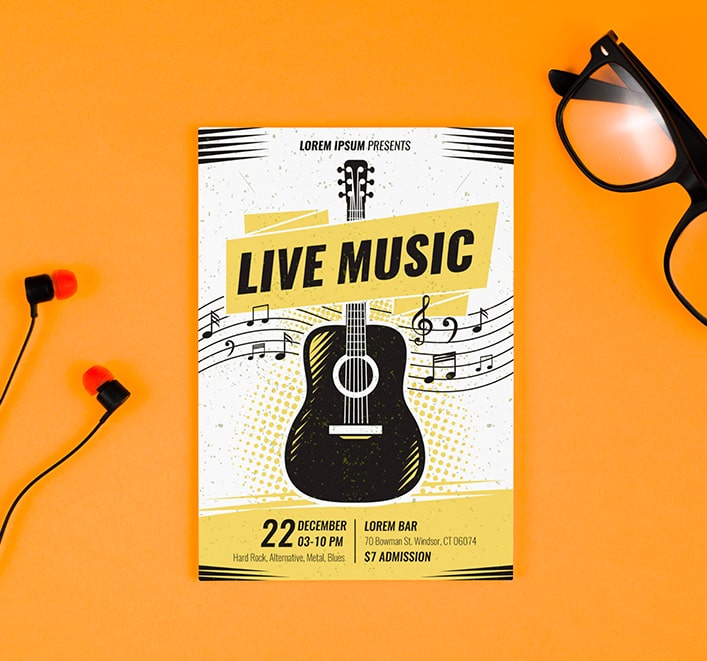 LOREM IPSUM PRESENTS
LIVE MUSIC
22 DECEMBER
03-10 PM
Hard Rock, Alternative, Metal, Blues
LOREM BAR
70 Bowman St. Windsor, CT 06074
$7 ADMISSION